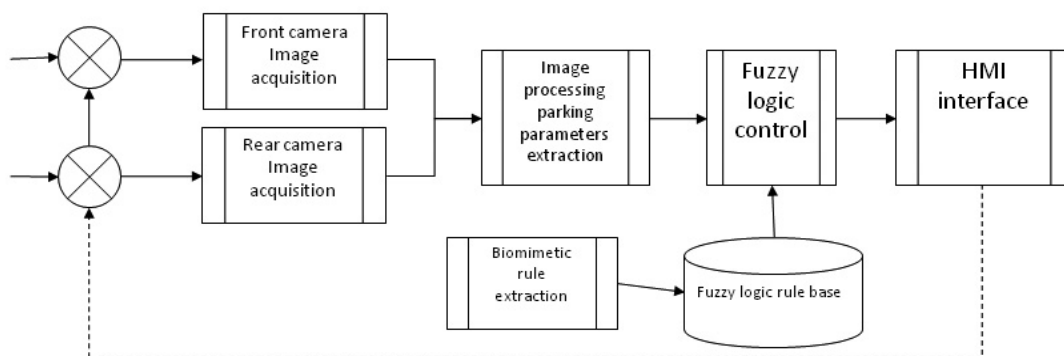 Front camera
Image
acquisition
Rear camera
Image
acquisition
Image
processing
parking
parameters
extraction
Fuzzy
logic
control
HMI
interface
Biomimetic
rule
extraction
Fuzzy logic rule base